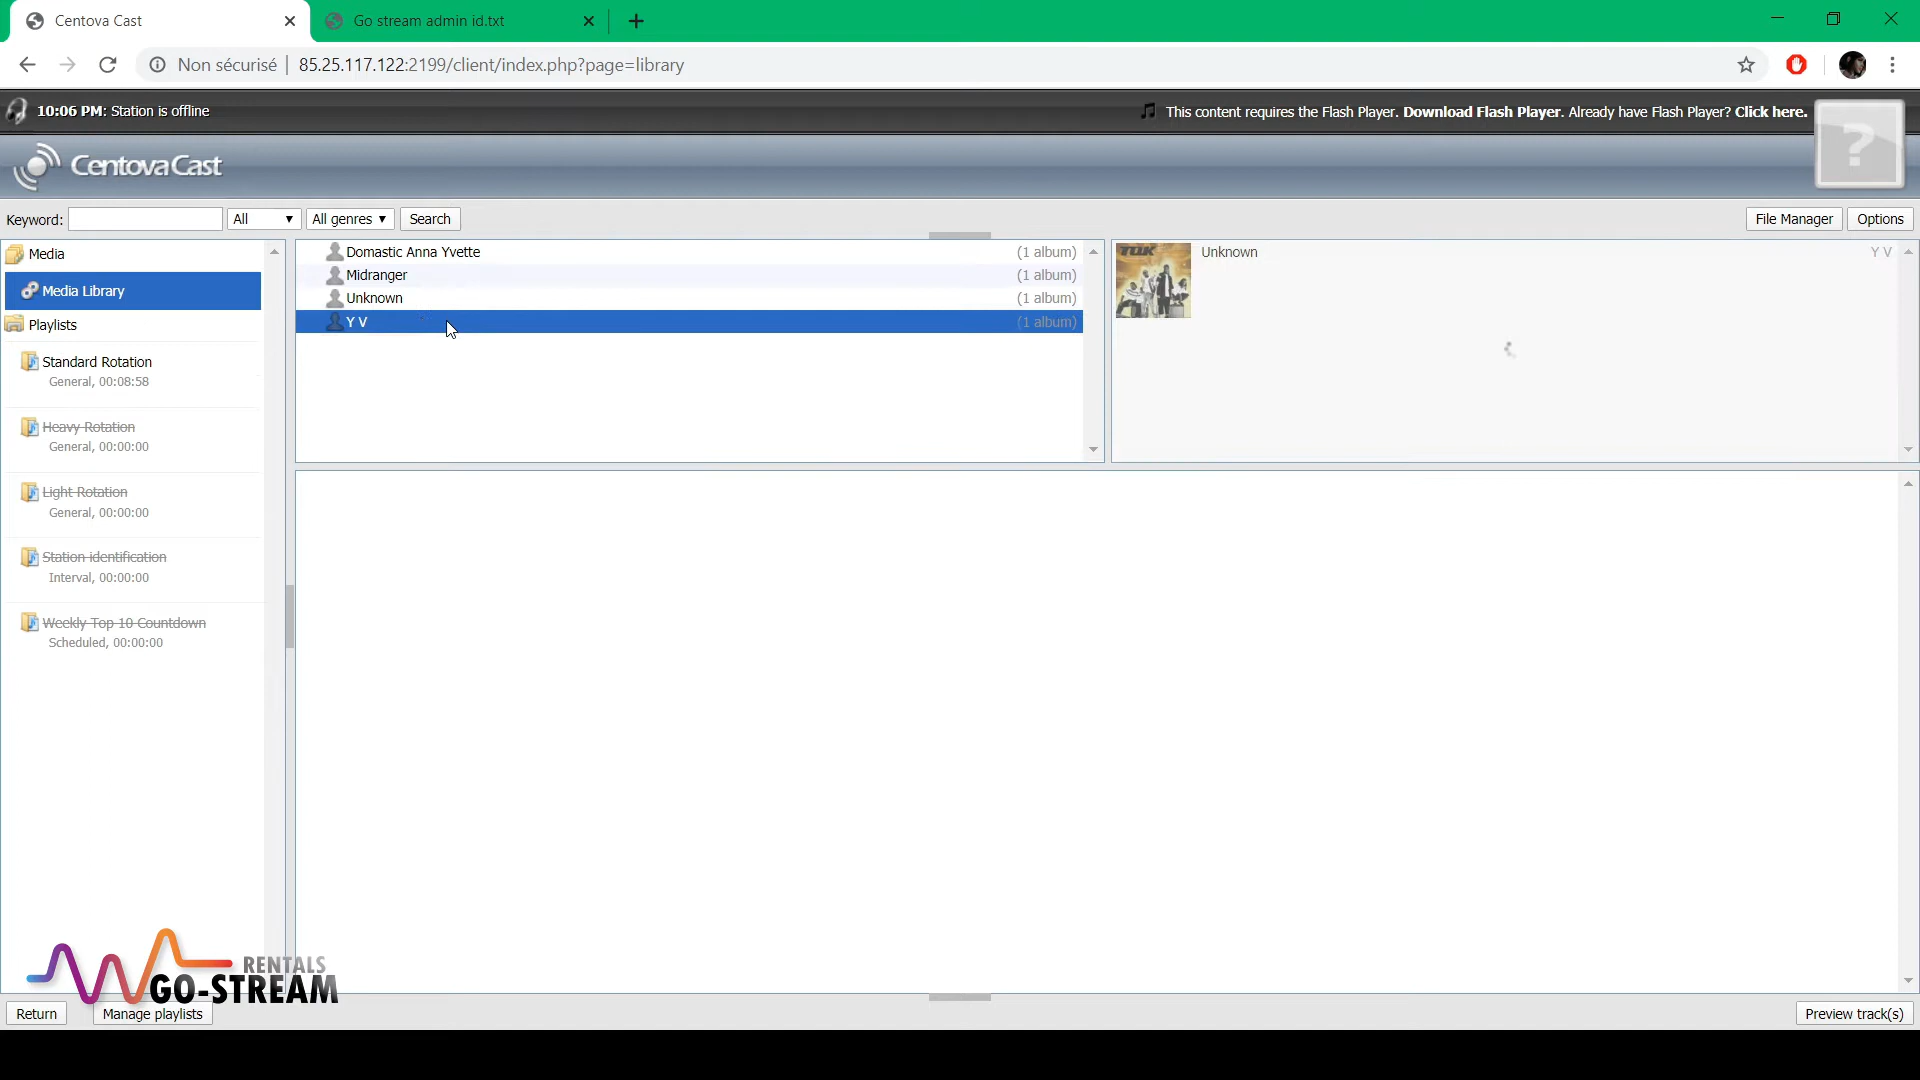 Centova Cast
Go stream admin id.txt
Non sécurisé
85.25.117.122:2199/client/index.php?page=library
10:06 PM: Station is offline
This content requires the Flash Player. Download Flash Player. Already have Flash Player? Click here.
?
CentovaCast
Keyword:
All
All genres
Search
File Manager
Options
Media
Media Library
Playlists
Standard Rotation
General, 00:08:58
Heavy Rotation
General, 00:00:00
Light Rotation
General, 00:00:00
Station identification
Interval, 00:00:00
Weekly Top 10 Countdown
Scheduled, 00:00:00
Domastic Anna Yvette (1 album)
Midranger (1 album)
Unknown (1 album)
Y V (1 album)
TOK
Unknown
Y V
RENTALS
GO-STREAM
Return
Manage playlists
Preview track(s)